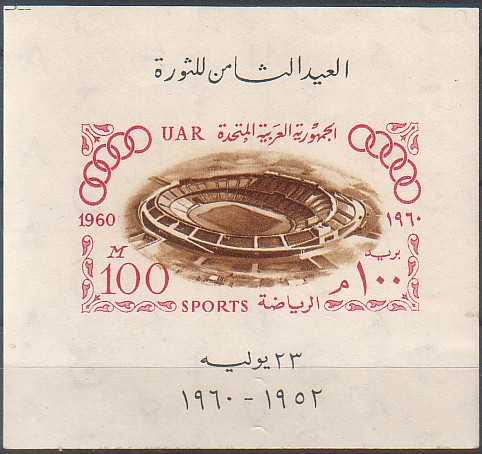 العيد الثامن للثورة
UAR الجمهورية العربية المتحدة
1960 ١٩٦٠
بريد
M 100 ١٠٠ م
SPORTS الرياضة
٢٣ يوليه
١٩٥٢ - ١٩٦٠